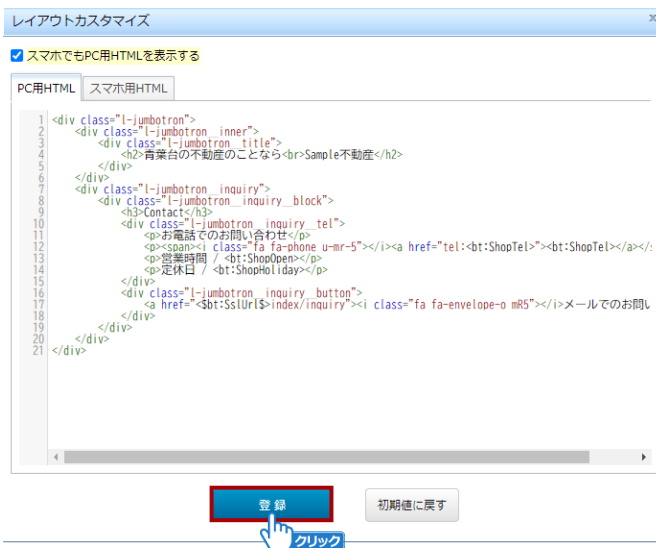 レイアウトカスタマイズ
スマホでもPC用HTMLを表示する
PC用HTML スマホ用HTML
1 <div class="l-jumbotron">
2 <div class="l-jumbotron__inner">
3 <div class="l-jumbotron__title">
4 <h2>青葉台の不動産のことなら<br>Sample不動産</h2>
5 </div>
6 </div>
7 <div class="l-jumbotron__inquiry">
8 <div class="l-jumbotron__inquiry__block">
9 <h3>Contact</h3>
10 <div class="l-jumbotron__inquiry__tel">
11 <p>お電話でのお問い合わせ</p>
12 <p><span><i class="fa fa-phone u-mr-5"></i><a href="tel:<bt:ShopTel>"><bt:ShopTel></a></s
13 <p>営業時間 / <bt:ShopOpen></p>
14 <p>定休日 / <bt:ShopHoliday></p>
15 </div>
16 <div class="l-jumbotron__inquiry__button">
17 <a href="<$bt:SslUrl$>index/inquiry"><i class="fa fa-envelope-o mR5"></i>メールでのお問い
18 </div>
19 </div>
20 </div>
21 </div>
登録 初期値に戻す
クリック